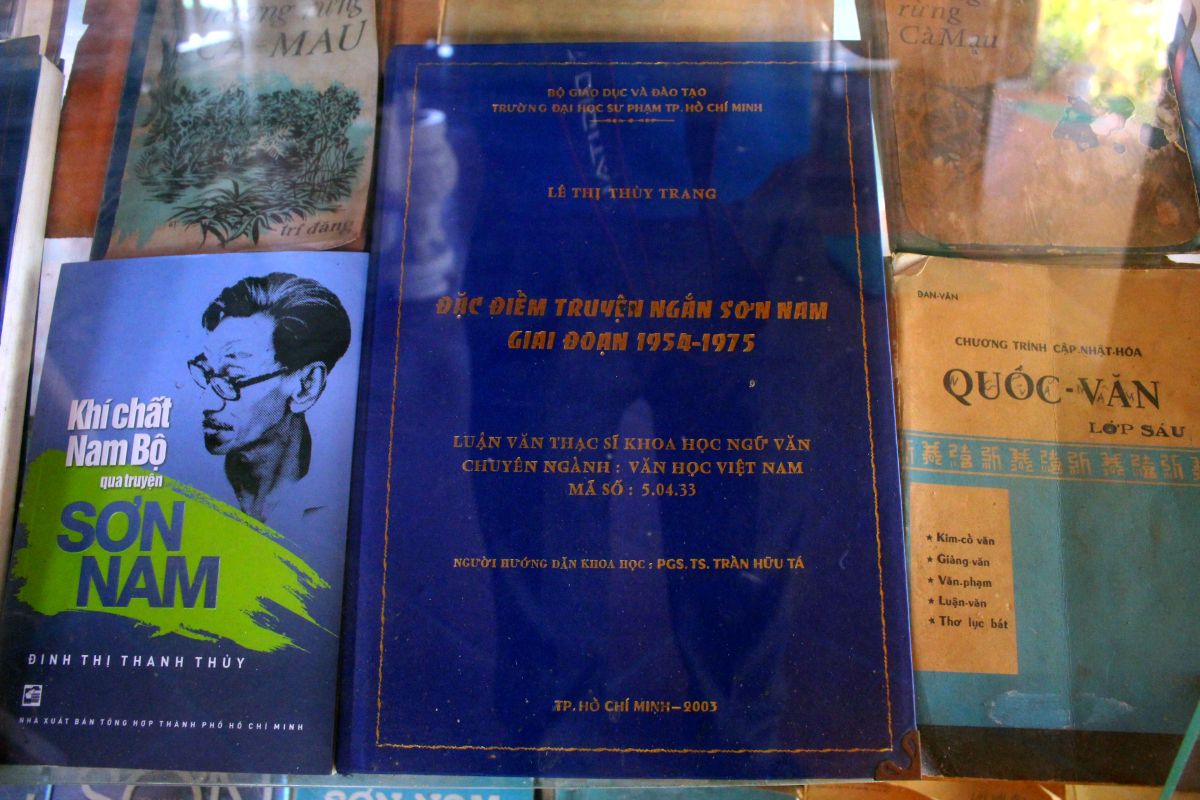 rừng
CÀ-MAU
trí đăng
BỘ GIÁO DỤC VÀ ĐÀO TẠO
TRƯỜNG ĐẠI HỌC SƯ PHẠM TP. HỒ CHÍ MINH
LÊ THỊ THÙY TRANG
ĐẶC ĐIỂM TRUYỆN NGẮN SƠN NAM
GIAI ĐOẠN 1954-1975
LUẬN VĂN THẠC SĨ KHOA HỌC NGỮ VĂN
CHUYÊN NGÀNH : VĂN HỌC VIỆT NAM
MÃ SỐ : 5.04.33
NGƯỜI HƯỚNG DẪN KHOA HỌC : PGS. TS. TRẦN HỮU TÁ
TP. HỒ CHÍ MINH-2003
rừng
Cà Mau
Khí chất
Nam Bộ
qua truyện
SƠN
NAM
ĐINH THỊ THANH THỦY
NHÀ XUẤT BẢN TỔNG HỢP THÀNH PHỐ HỒ CHÍ MINH
ĐAN-VĂN
CHƯƠNG TRÌNH CẬP-NHẬT-HÓA
QUỐC-VĂN
LỚP SÁU
★ Kim-cổ văn
★ Giảng-văn
★ Văn-phạm
★ Luận-văn
★ Thơ lục bát
SƠN NAM